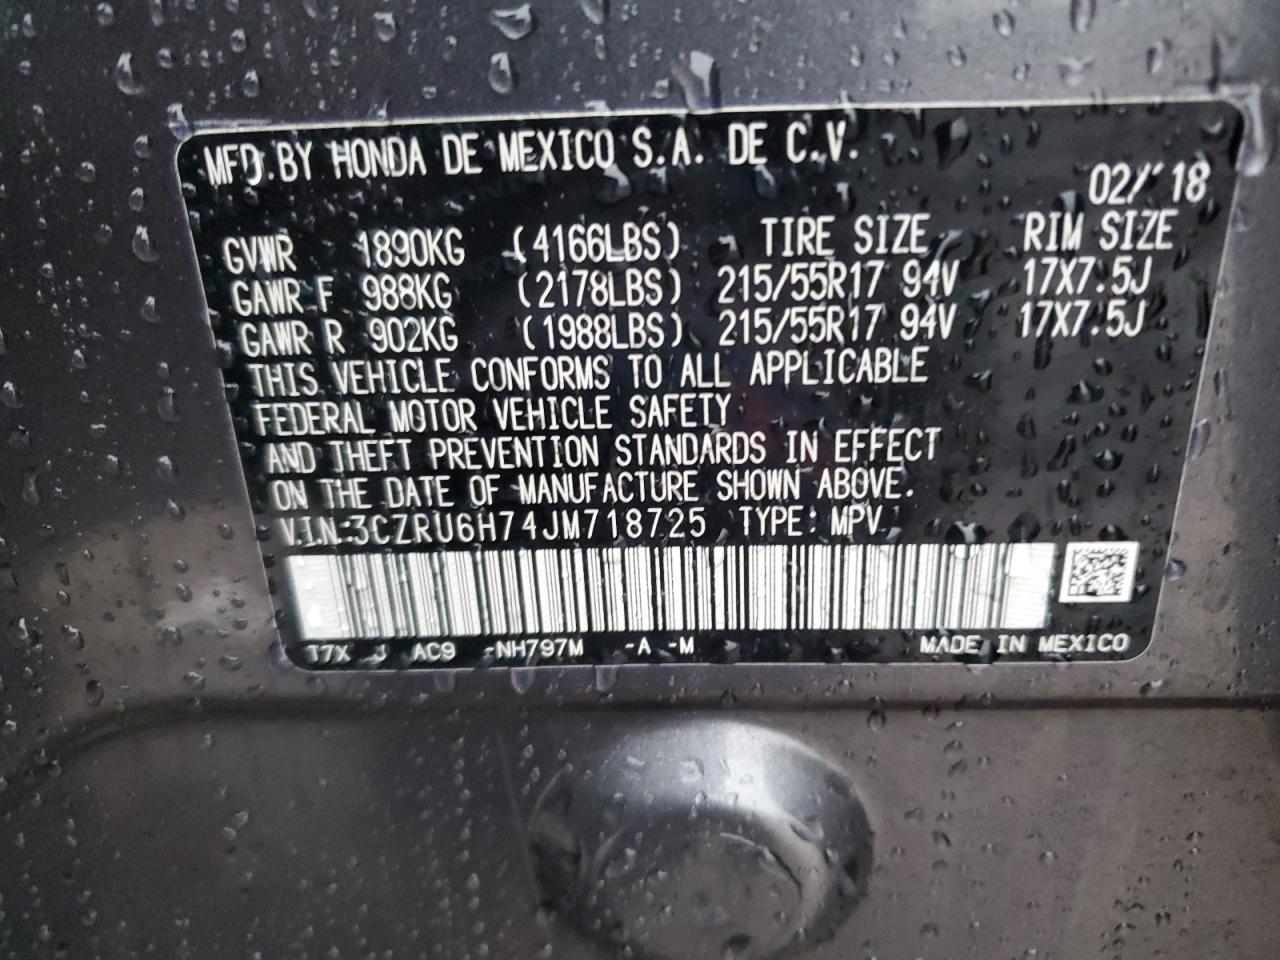 MFD. BY HONDA DE MEXICO S.A. DE C.V.
02/'18
GVWR 1890KG (4166LBS) TIRE SIZE RIM SIZE
GAWR F 988KG (2178LBS) 215/55R17 94V 17X7.5J
GAWR R 902KG (1988LBS) 215/55R17 94V 17X7.5J
THIS VEHICLE CONFORMS TO ALL APPLICABLE
FEDERAL MOTOR VEHICLE SAFETY
AND THEFT PREVENTION STANDARDS IN EFFECT
ON THE DATE OF MANUFACTURE SHOWN ABOVE.
V.I.N:3CZRU6H74JM718725 TYPE: MPV
T7X J AC9 -NH797M -A -M MADE IN MEXICO